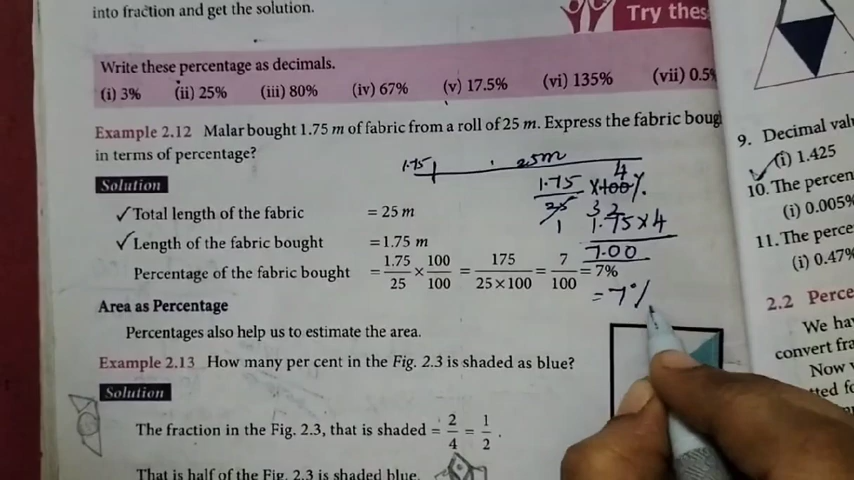 into fraction and get the solution.
Try thes
Write these percentage as decimals.
(i) 3% (ii) 25% (iii) 80% (iv) 67% (v) 17.5% (vi) 135% (vii) 0.5%
Example 2.12 Malar bought 1.75 m of fabric from a roll of 25 m. Express the fabric boug
in terms of percentage?
1.75 25m
Solution
1.75/25 × 100% 4
1
3 2
1.75 × 4
7.00
= 7%
✓ Total length of the fabric = 25 m
✓ Length of the fabric bought = 1.75 m
Percentage of the fabric bought = 1.75/25 × 100/100 = 175/25 × 100 = 7/100 = 7%
Area as Percentage
Percentages also help us to estimate the area.
Example 2.13 How many per cent in the Fig. 2.3 is shaded as blue?
Solution
The fraction in the Fig. 2.3, that is shaded = 2/4 = 1/2.
That is half of the Fig. 2.3 is shaded blue.
9. Decimal valu
(i) 1.425
10. The percen
(i) 0.005%
11. The perce
(i) 0.47%
2.2 Perce
We ha
convert fra
Now